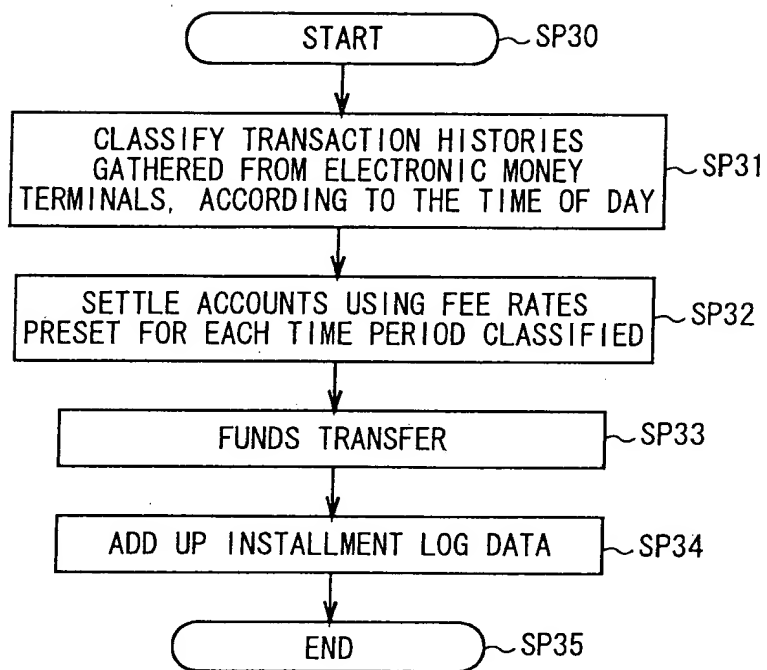 START
SP30
CLASSIFY TRANSACTION HISTORIES
GATHERED FROM ELECTRONIC MONEY
TERMINALS, ACCORDING TO THE TIME OF DAY
SP31
SETTLE ACCOUNTS USING FEE RATES
PRESET FOR EACH TIME PERIOD CLASSIFIED
SP32
FUNDS TRANSFER
SP33
ADD UP INSTALLMENT LOG DATA
SP34
END
SP35